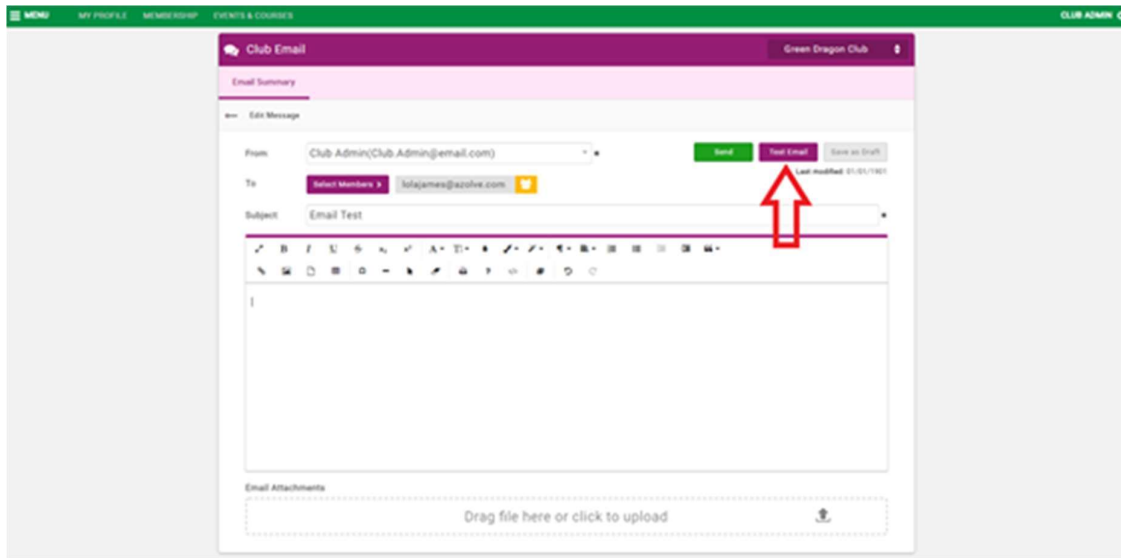 MENU MY PROFILE MEMBERSHIP EVENTS & COURSES CLUB ADMIN
Club Email Green Dragon Club
Email Summary
Edit Message
From Club Admin(Club.Admin@email.com) Send Test Email Save as Draft
Last modified: 01/01/1901
To Select Members lolajames@azolve.com
Subject Email Test
Email Attachments
Drag file here or click to upload